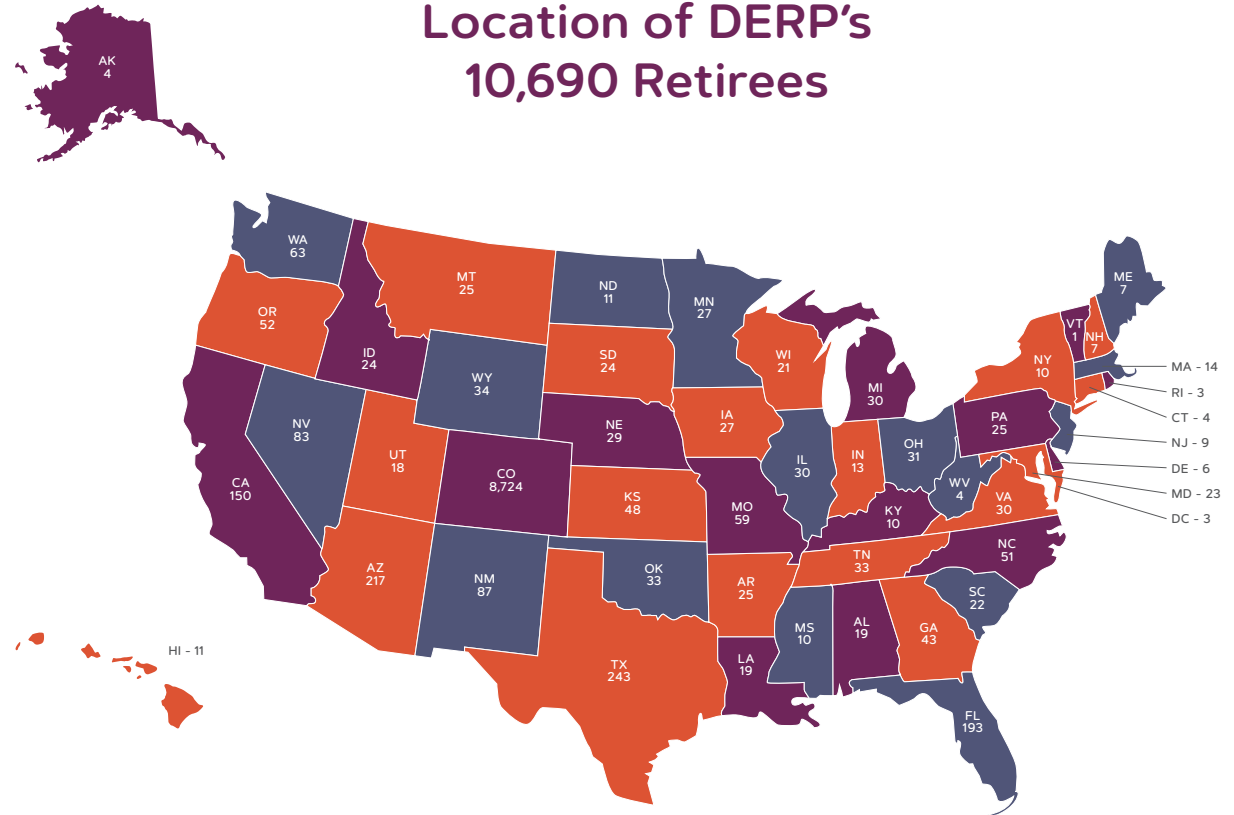 Location of DERP's
10,690 Retirees
AK
4
WA
63
MT
25
ND
11
MN
27
ME
7
OR
52
ID
24
WY
34
SD
24
WI
21
MI
30
NY
10
VT
1
NH
7
MA - 14
RI - 3
CT - 4
NJ - 9
DE - 6
MD - 23
DC - 3
NV
83
UT
18
CO
8,724
NE
29
IA
27
IL
30
IN
13
OH
31
PA
25
CA
150
KS
48
MO
59
KY
10
WV
4
VA
30
AZ
217
NM
87
OK
33
AR
25
TN
33
NC
51
SC
22
MS
10
AL
19
GA
43
TX
243
LA
19
FL
193
HI - 11